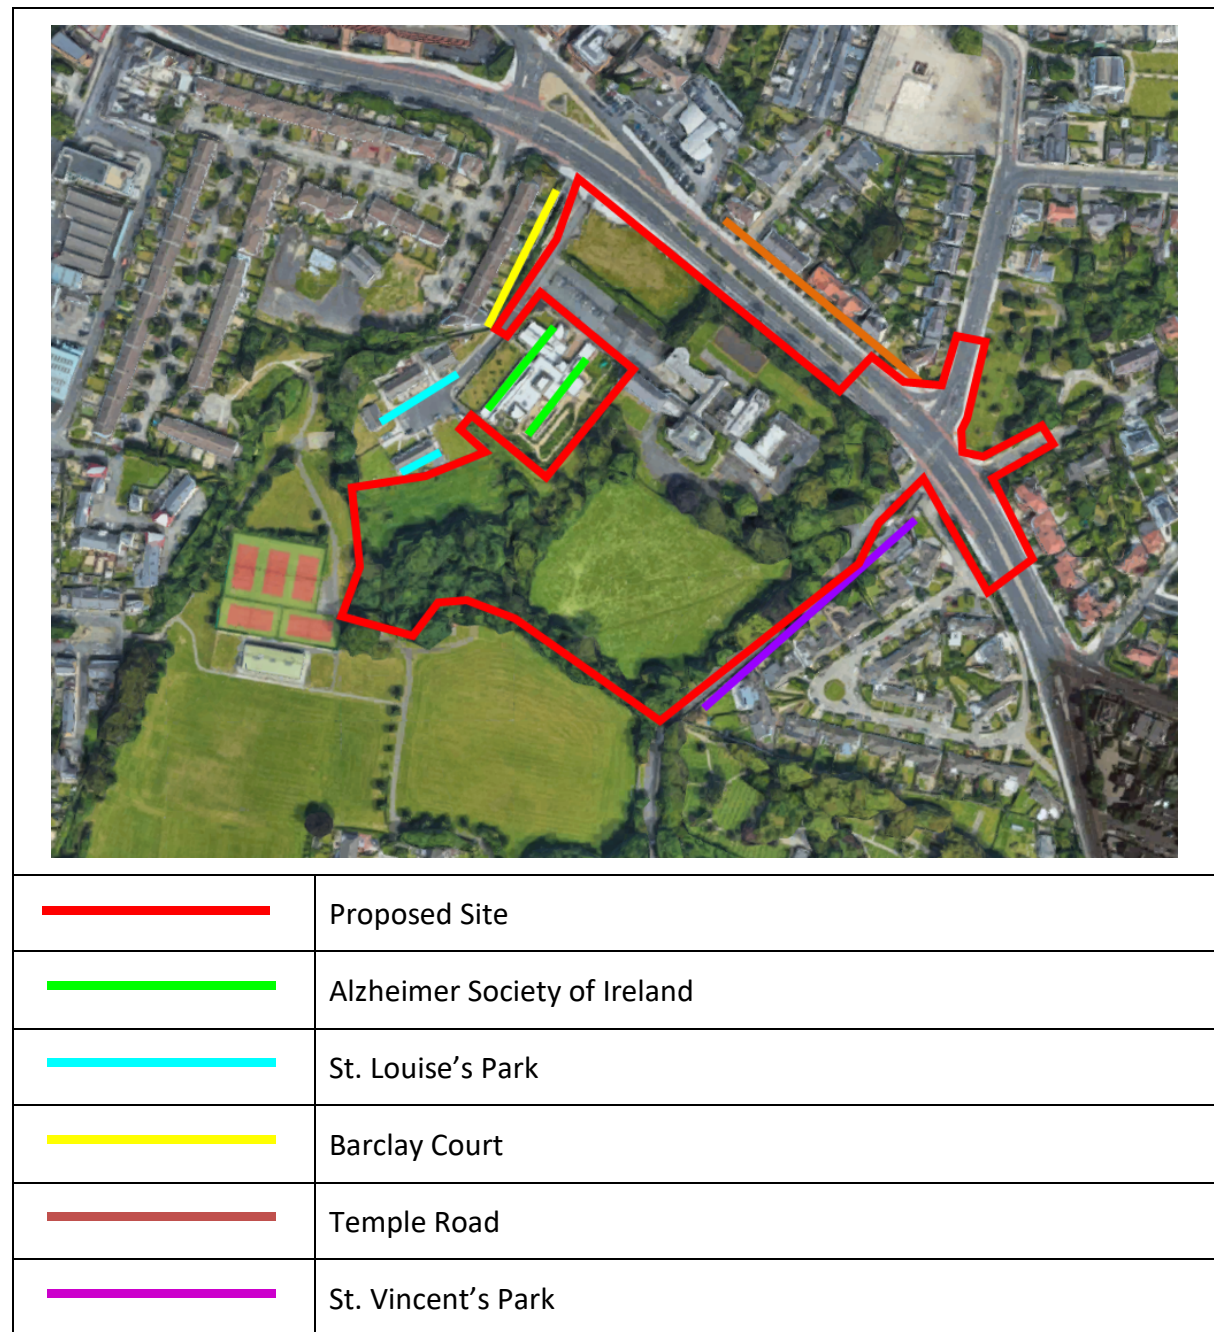 Proposed Site
Alzheimer Society of Ireland
St. Louise’s Park
Barclay Court
Temple Road
St. Vincent’s Park